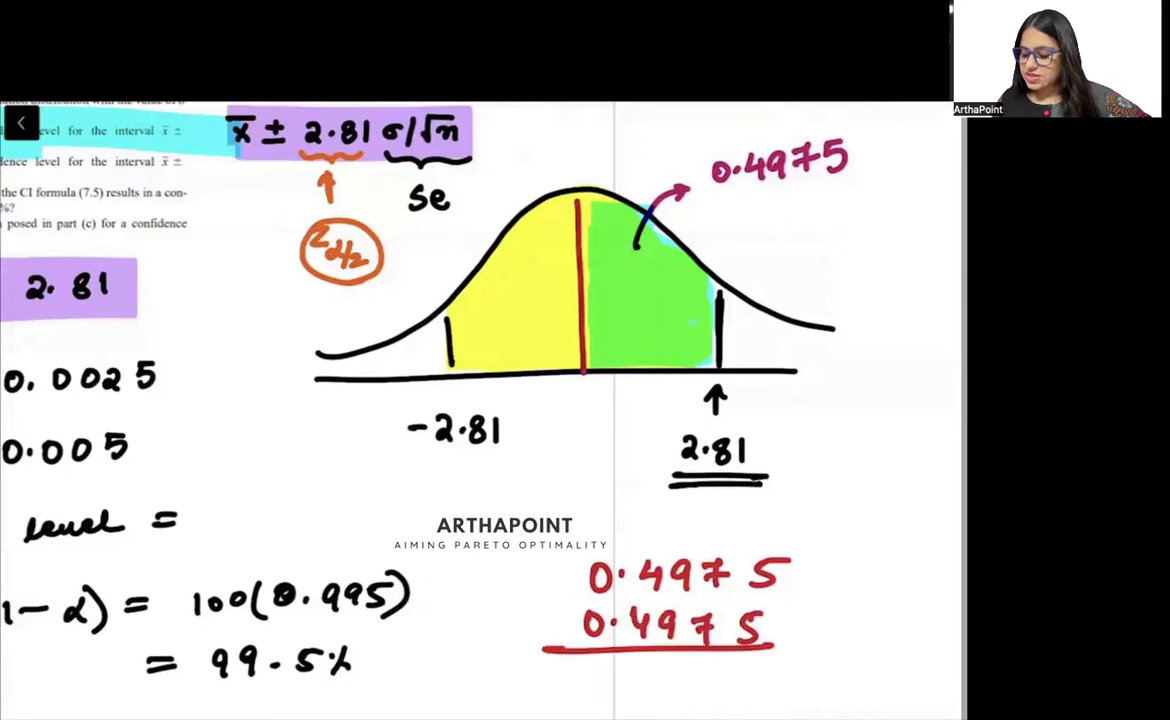 ArthaPoint
level for the interval x̄ ±
dence level for the interval x̄ ±
the CI formula (7.5) results in a con-
%?
posed in part (c) for a confidence
x̄ ± 2.81 σ/√n
se
z α/2
0.4975
2.81
0.0025
0.005
-2.81
2.81
level =
1-α) = 100(0.995)
= 99.5%
ARTHAPOINT
AIMING PARETO OPTIMALITY
0.4975
0.4975